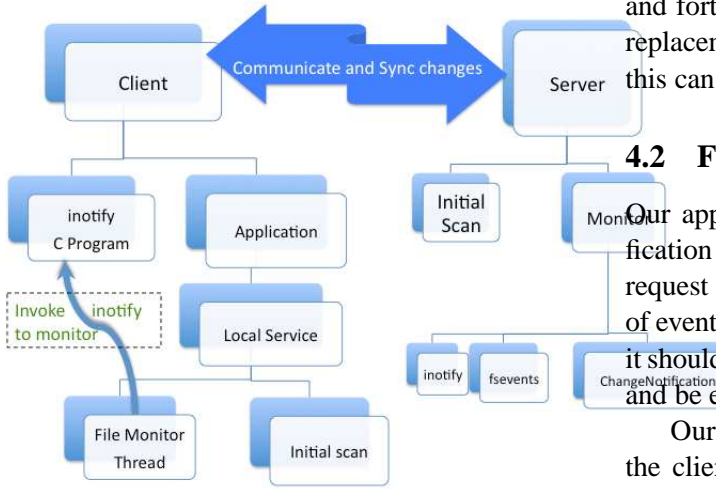 Communicate and Sync changes
Client
Server
inotify
C Program
Application
Initial
Scan
Monitor
Invoke inotify
to monitor
Local Service
inotify
fsevents
ChangeNotification
File Monitor
Thread
Initial scan
and fort
replacen
this can
4.2 F
Our app
fication
request
of event
it should
and be e
Our
the clie